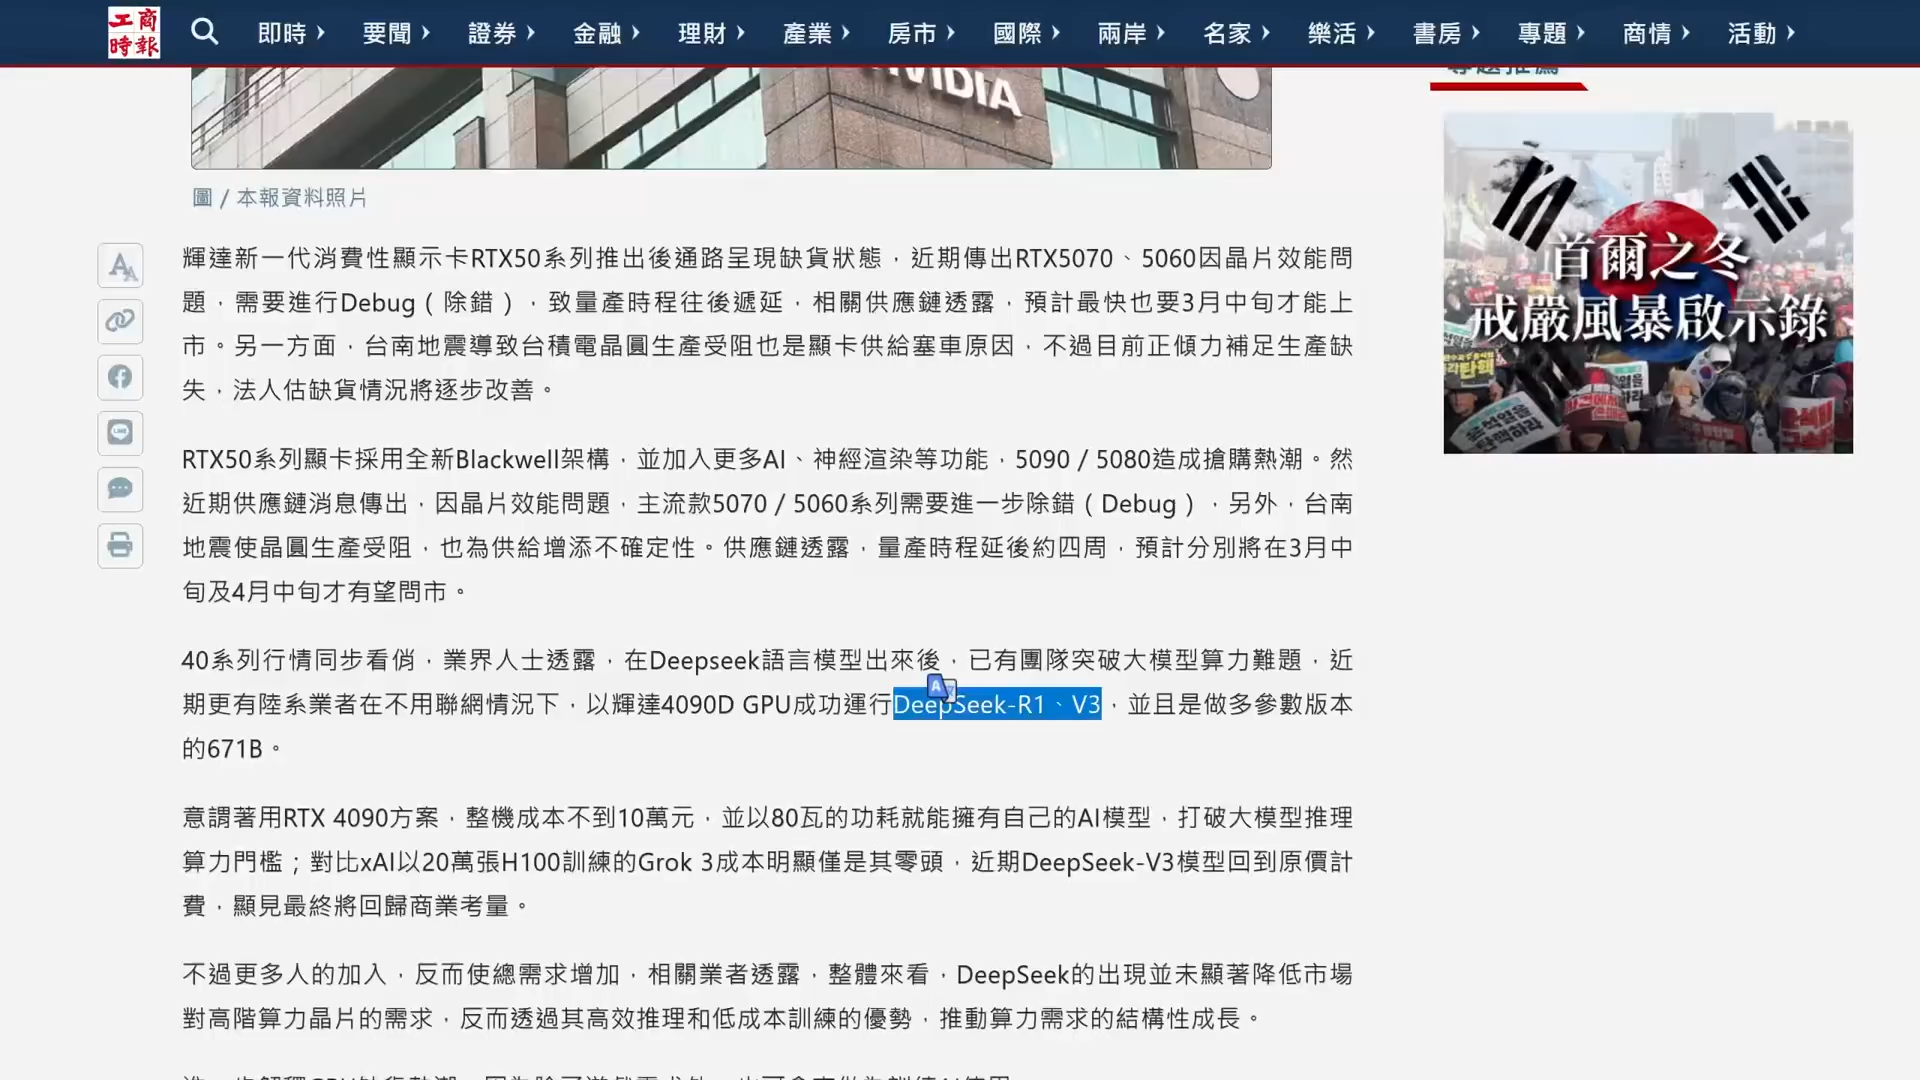 工商
時報
即時 要聞 證券 金融 理財 產業 房市 國際 兩岸 名家 樂活 書房 專題 商情 活動
專題推薦
NVIDIA
圖 / 本報資料照片
首爾之冬
戒嚴風暴啟示錄
輝達新一代消費性顯示卡RTX50系列推出後通路呈現缺貨狀態，近期傳出RTX5070、5060因晶片效能問
題，需要進行Debug（除錯），致量產時程往後遞延，相關供應鏈透露，預計最快也要3月中旬才能上
市。另一方面，台南地震導致台積電晶圓生產受阻也是顯卡供給塞車原因，不過目前正傾力補足生產缺
失，法人估缺貨情況將逐步改善。
RTX50系列顯卡採用全新Blackwell架構，並加入更多AI、神經渲染等功能，5090 / 5080造成搶購熱潮。然
近期供應鏈消息傳出，因晶片效能問題，主流款5070 / 5060系列需要進一步除錯（Debug），另外，台南
地震使晶圓生產受阻，也為供給增添不確定性。供應鏈透露，量產時程延後約四周，預計分別將在3月中
旬及4月中旬才有望問市。
40系列行情同步看俏，業界人士透露，在Deepseek語言模型出來後，已有團隊突破大模型算力難題，近
期更有陸系業者在不用聯網情況下，以輝達4090D GPU成功運行DeepSeek-R1、V3，並且是做多參數版本
的671B。
意謂著用RTX 4090方案，整機成本不到10萬元，並以80瓦的功耗就能擁有自己的AI模型，打破大模型推理
算力門檻；對比xAI以20萬張H100訓練的Grok 3成本明顯僅是其零頭，近期DeepSeek-V3模型回到原價計
費，顯見最終將回歸商業考量。
不過更多人的加入，反而使總需求增加，相關業者透露，整體來看，DeepSeek的出現並未顯著降低市場
對高階算力晶片的需求，反而透過其高效推理和低成本訓練的優勢，推動算力需求的結構性成長。